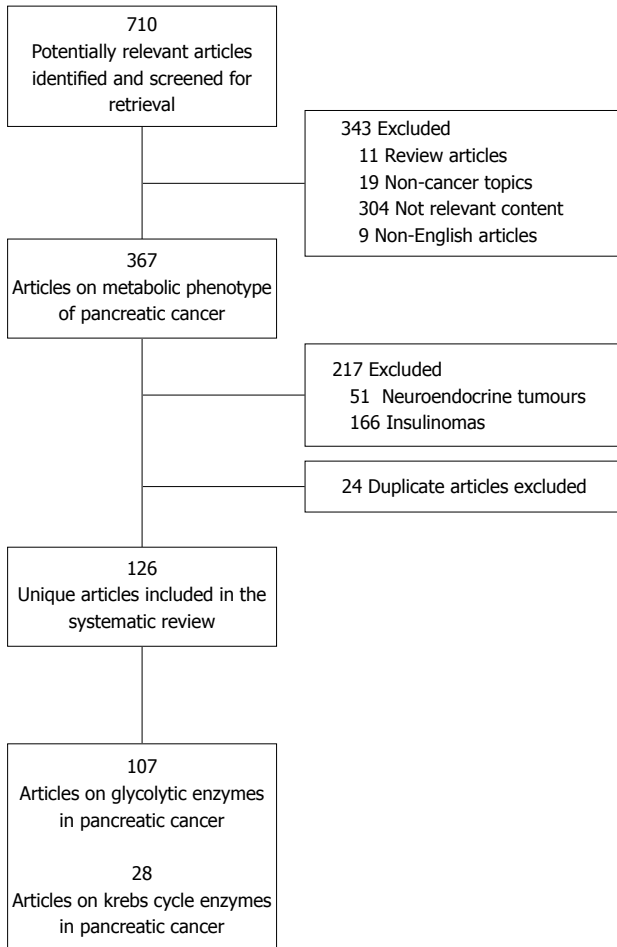 710
Potentially relevant articles
identified and screened for
retrieval
343 Excluded
11 Review articles
19 Non-cancer topics
304 Not relevant content
9 Non-English articles
367
Articles on metabolic phenotype
of pancreatic cancer
217 Excluded
51 Neuroendocrine tumours
166 Insulinomas
24 Duplicate articles excluded
126
Unique articles included in the
systematic review
107
Articles on glycolytic enzymes
in pancreatic cancer
28
Articles on krebs cycle enzymes
in pancreatic cancer